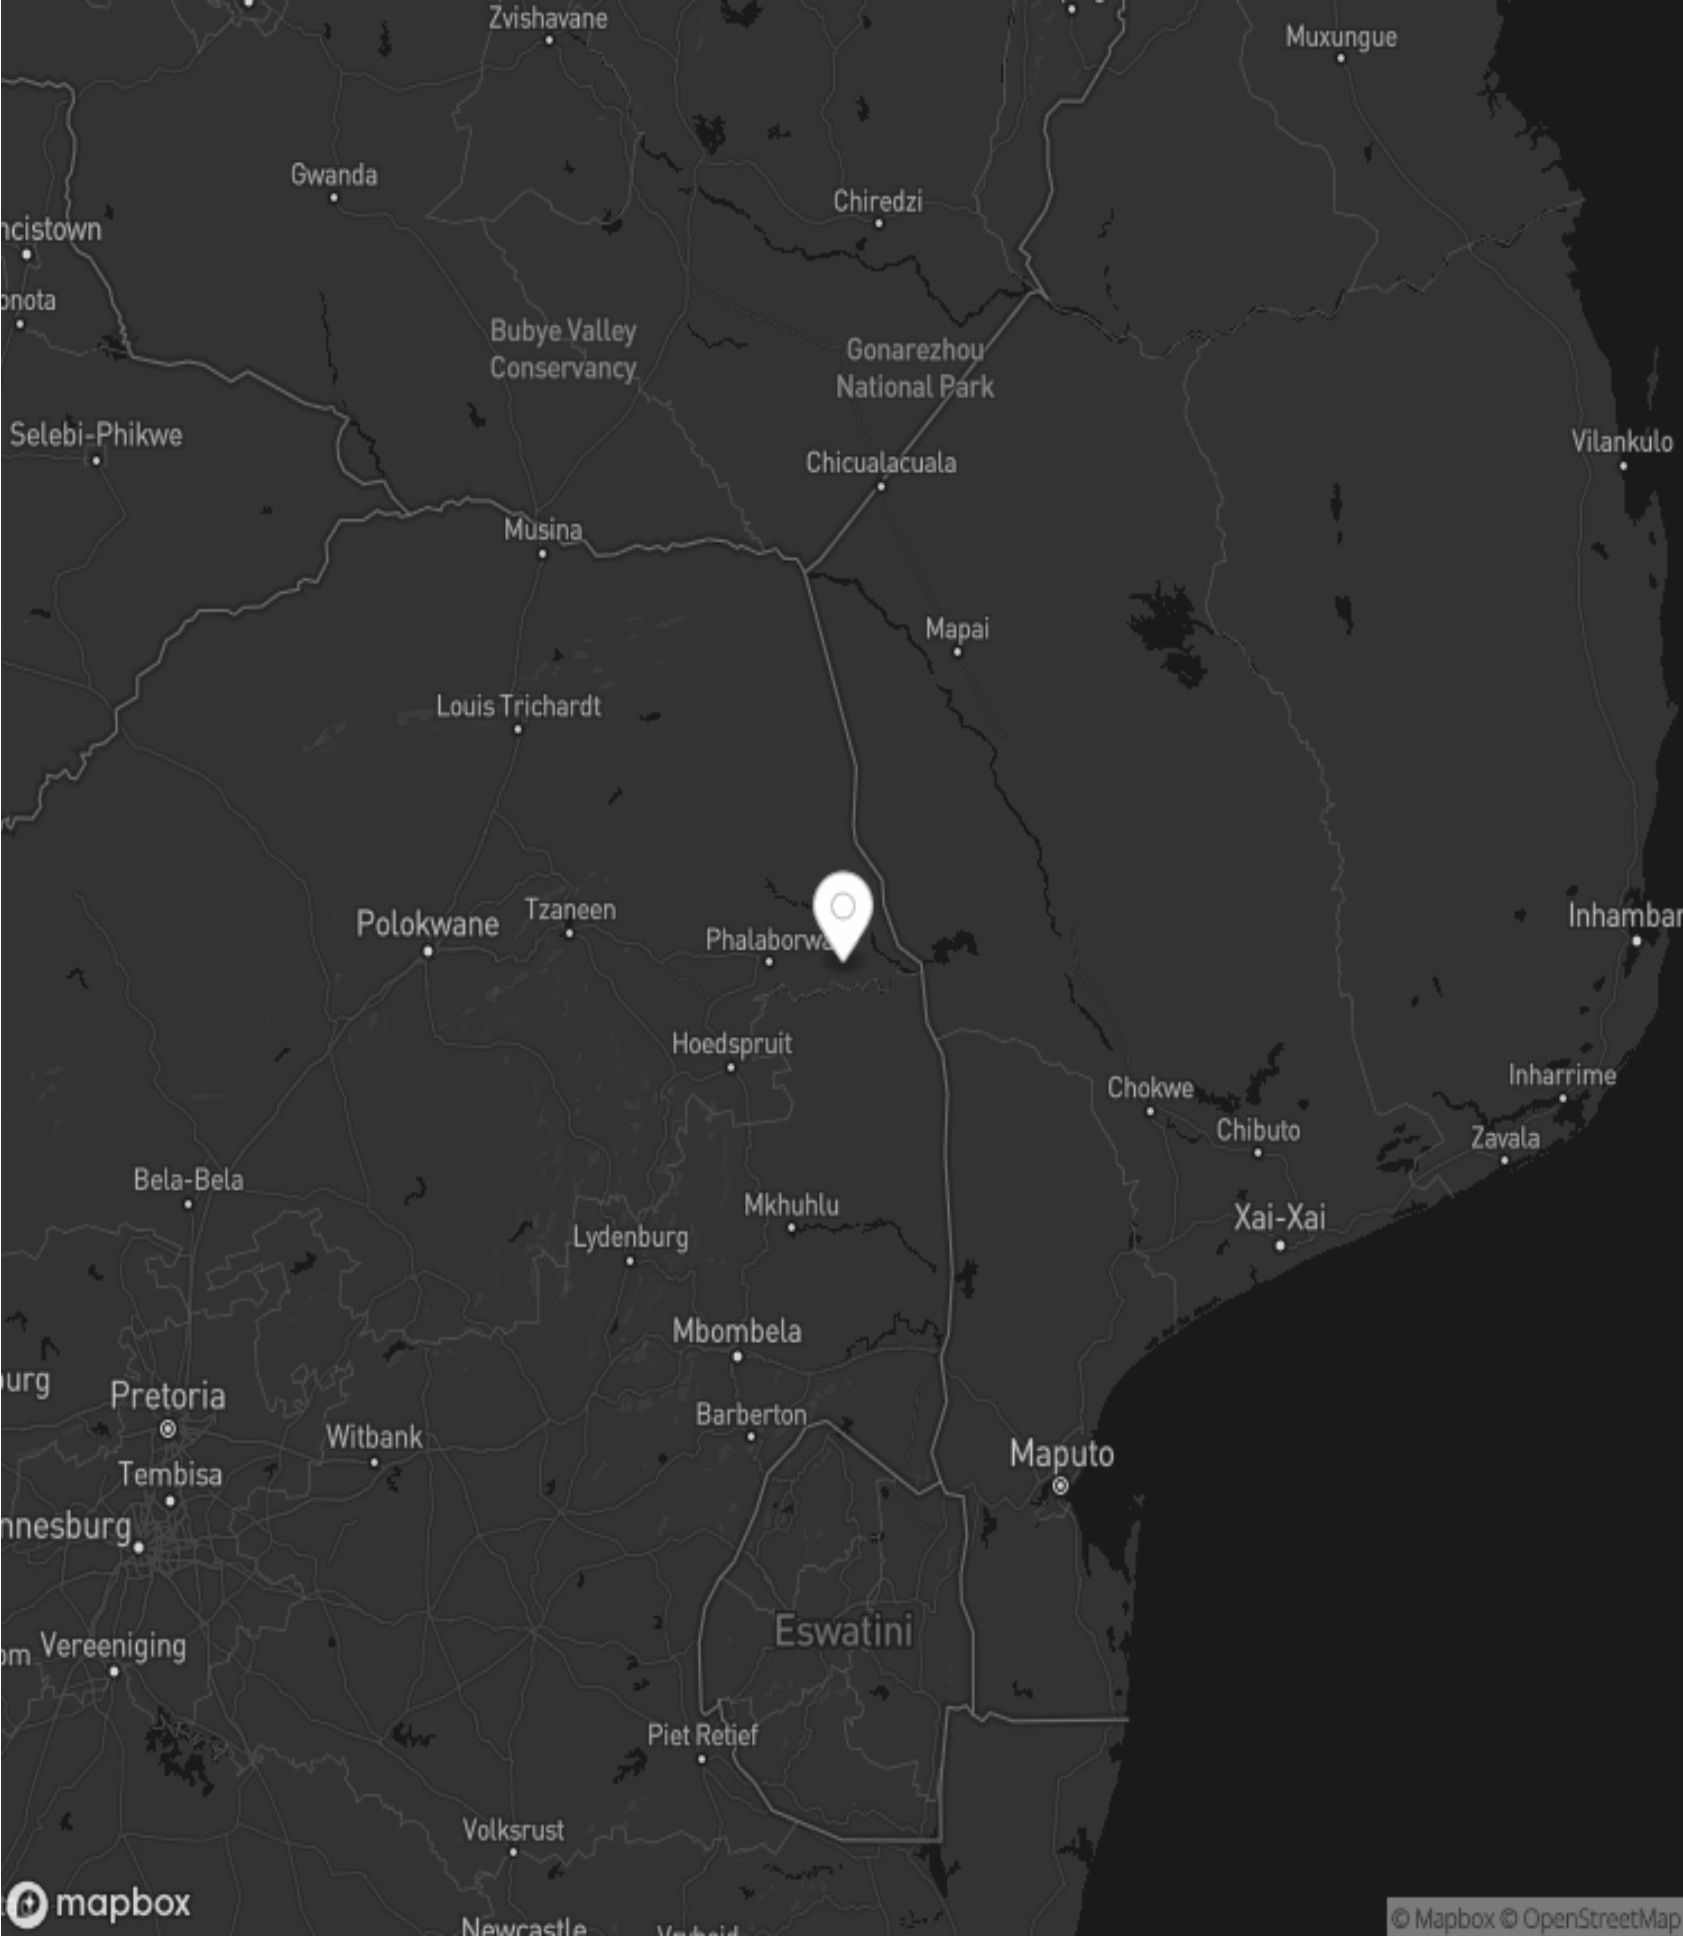 Zvishavane
Muxungue
Gwanda
Chiredzi
ncistown
onota
Bubye Valley
Conservancy
Gonarezhou
National Park
Selebi-Phikwe
Vilankulo
Chicualacuala
Musina
Mapai
Louis Trichardt
Polokwane
Tzaneen
Phalaborwa
Inhambar
Hoedspruit
Chokwe
Inharrime
Chibuto
Zavala
Bela-Bela
Mkhuhlu
Xai-Xai
Lydenburg
Mbombela
urg
Pretoria
Barberton
Witbank
Maputo
Tembisa
nnesburg
Eswatini
om
Vereeniging
Piet Retief
Volksrust
mapbox
Newcastle
Vryheid
© Mapbox © OpenStreetMap